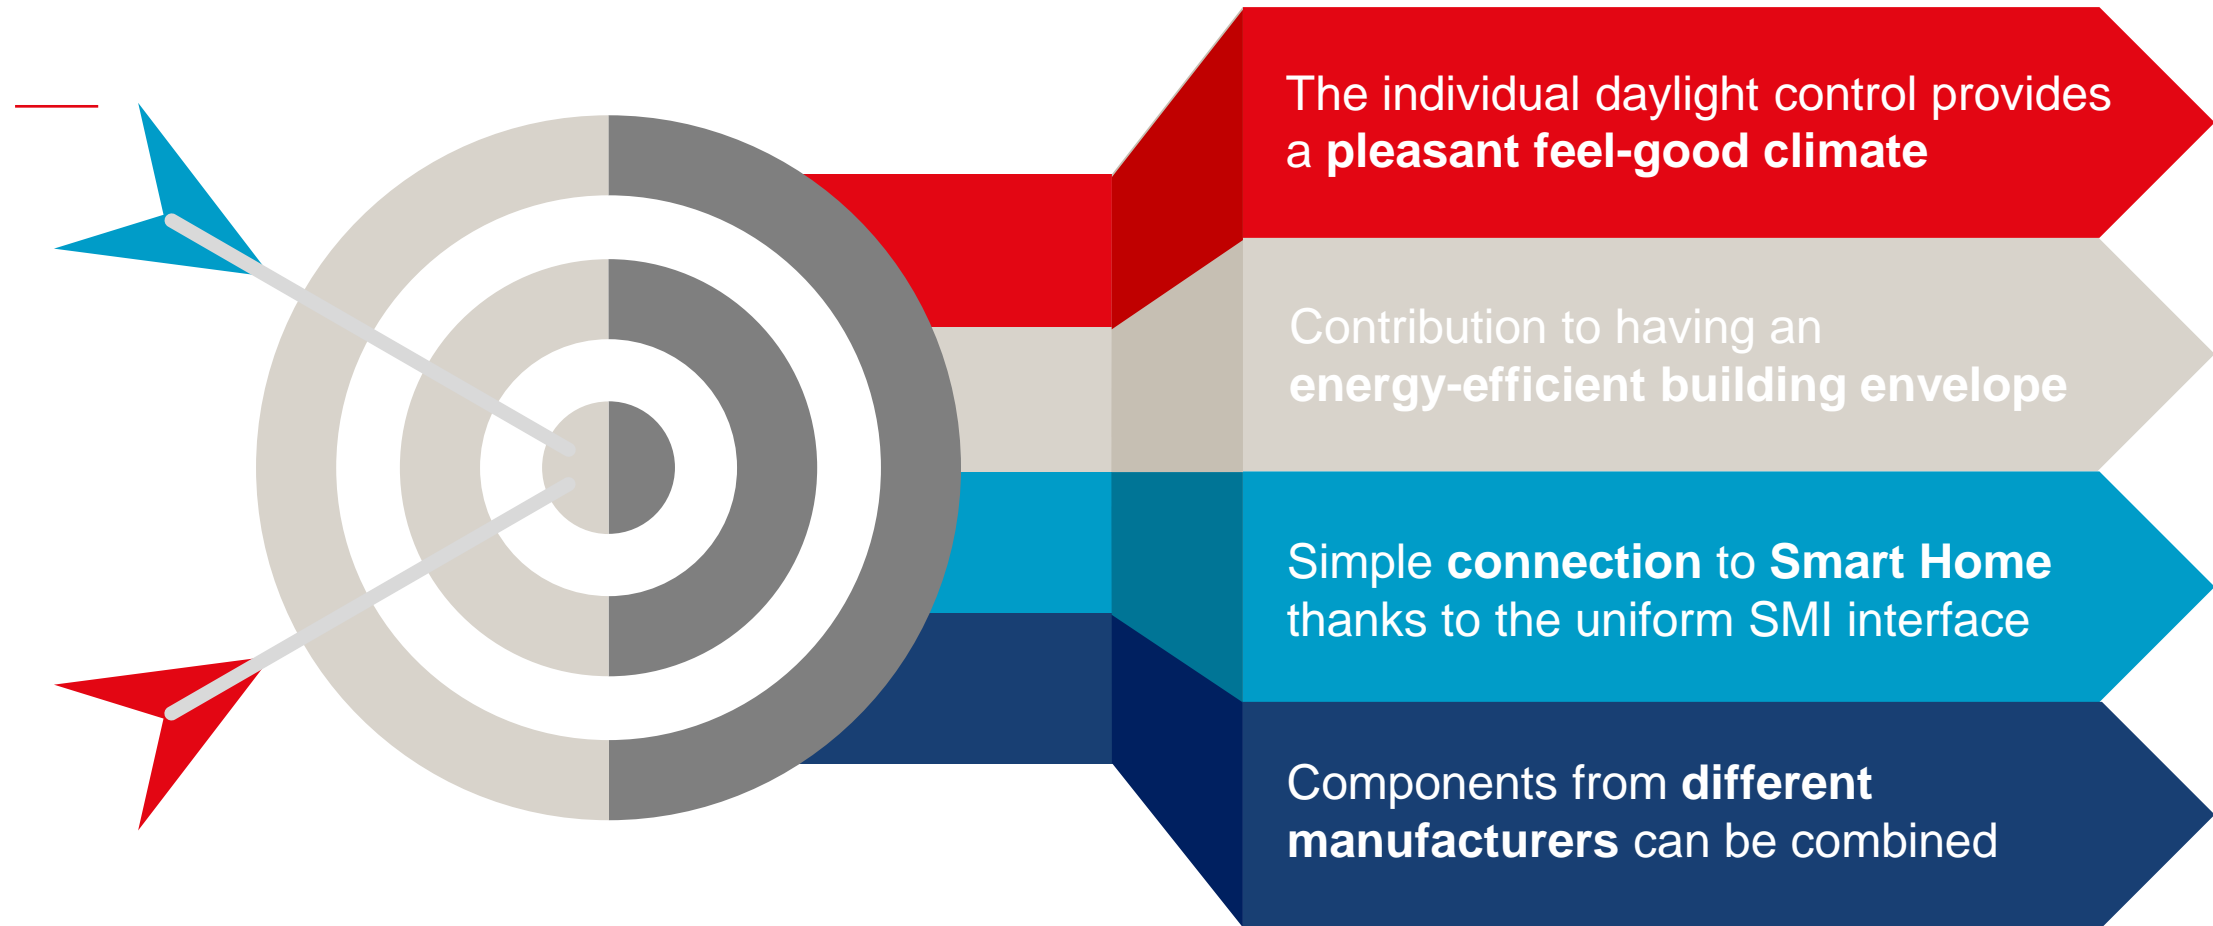 The individual daylight control provides
a pleasant feel-good climate
Contribution to having an
energy-efficient building envelope
Simple connection to Smart Home
thanks to the uniform SMI interface
Components from different
manufacturers can be combined